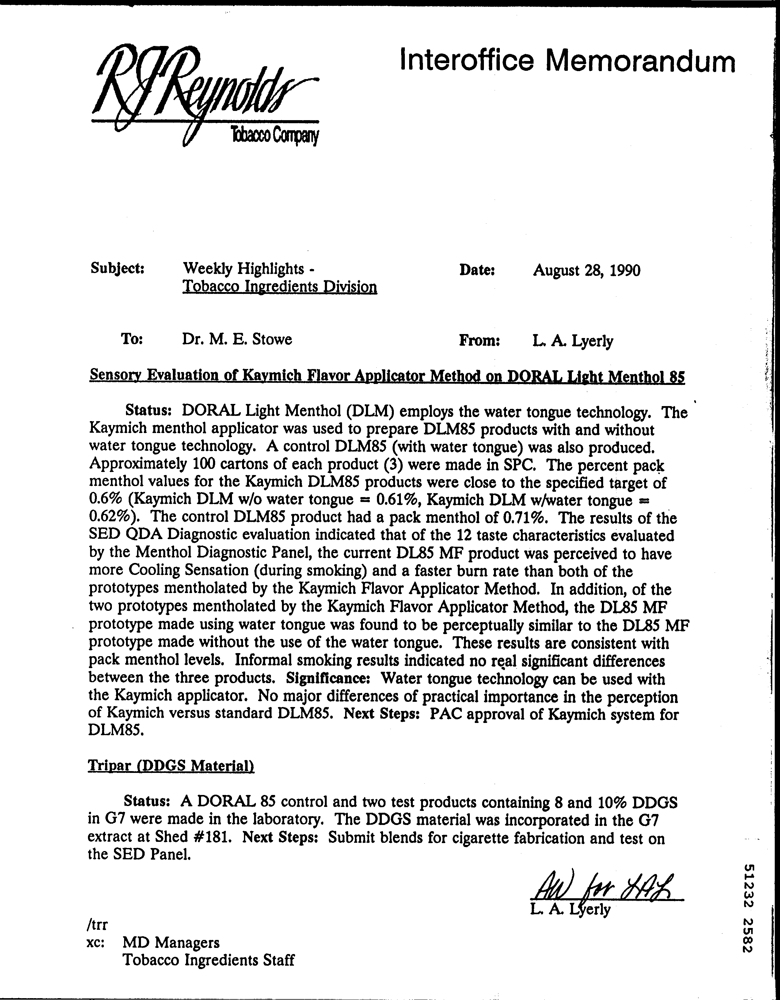 RJReynolds
Tobacco Company
Interoffice Memorandum
Subject: Weekly Highlights -
Tobacco Ingredients Division
Date: August 28, 1990
To: Dr. M. E. Stowe
From: L. A. Lyerly
Sensory Evaluation of Kaymich Flavor Applicator Method on DORAL Light Menthol 85
Status: DORAL Light Menthol (DLM) employs the water tongue technology. The
Kaymich menthol applicator was used to prepare DLM85 products with and without
water tongue technology. A control DLM85 (with water tongue) was also produced.
Approximately 100 cartons of each product (3) were made in SPC. The percent pack
menthol values for the Kaymich DLM85 products were close to the specified target of
0.6% (Kaymich DLM w/o water tongue = 0.61%, Kaymich DLM w/water tongue =
0.62%). The control DLM85 product had a pack menthol of 0.71%. The results of the
SED QDA Diagnostic evaluation indicated that of the 12 taste characteristics evaluated
by the Menthol Diagnostic Panel, the current DL85 MF product was perceived to have
more Cooling Sensation (during smoking) and a faster burn rate than both of the
prototypes mentholated by the Kaymich Flavor Applicator Method. In addition, of the
two prototypes mentholated by the Kaymich Flavor Applicator Method, the DL85 MF
prototype made using water tongue was found to be perceptually similar to the DL85 MF
prototype made without the use of the water tongue. These results are consistent with
pack menthol levels. Informal smoking results indicated no real significant differences
between the three products. Significance: Water tongue technology can be used with
the Kaymich applicator. No major differences of practical importance in the perception
of Kaymich versus standard DLM85. Next Steps: PAC approval of Kaymich system for
DLM85.
Tripar (DDGS Material)
Status: A DORAL 85 control and two test products containing 8 and 10% DDGS
in G7 were made in the laboratory. The DDGS material was incorporated in the G7
extract at Shed #181. Next Steps: Submit blends for cigarette fabrication and test on
the SED Panel.
AW for LAL
L. A. Lyerly
/trr
xc: MD Managers
Tobacco Ingredients Staff
51232 2582